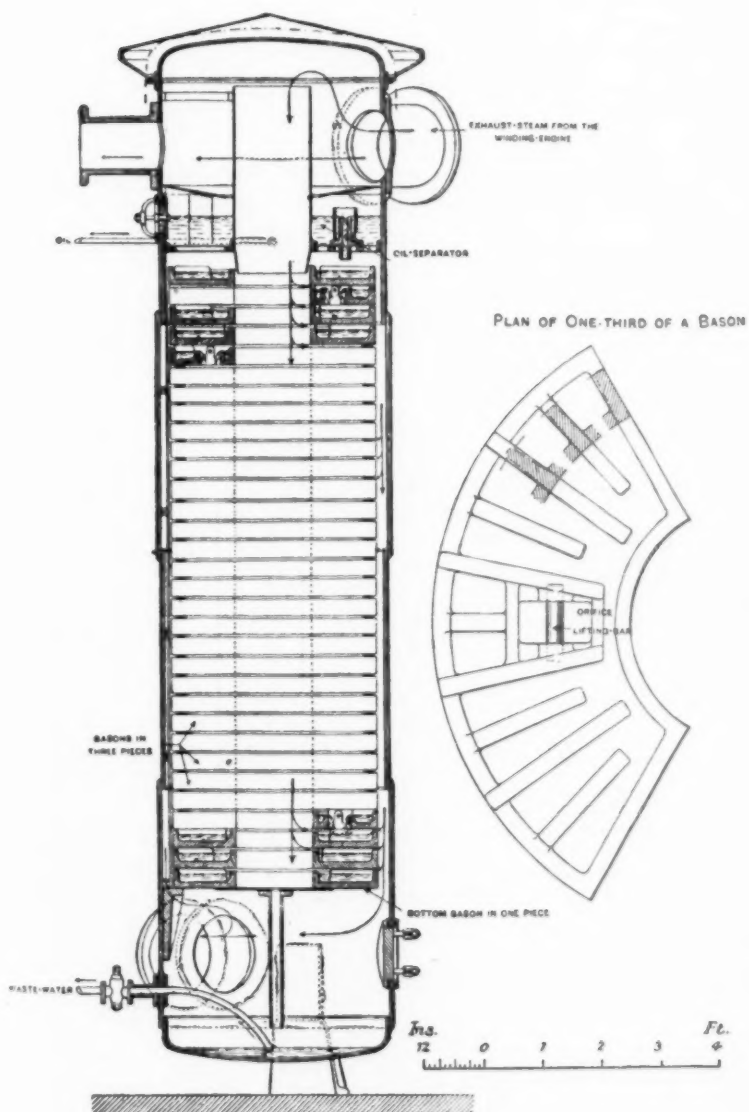 EXHAUST-STEAM FROM THE
WINDING-ENGINE
OIL
OIL-SEPARATOR
PLAN OF ONE-THIRD OF A BASON
ORIFICE
LIFTING-BAR
BASONS IN
THREE PIECES
BOTTOM BASON IN ONE PIECE
WASTE-WATER
Ins. Ft.
12 0 1 2 3 4